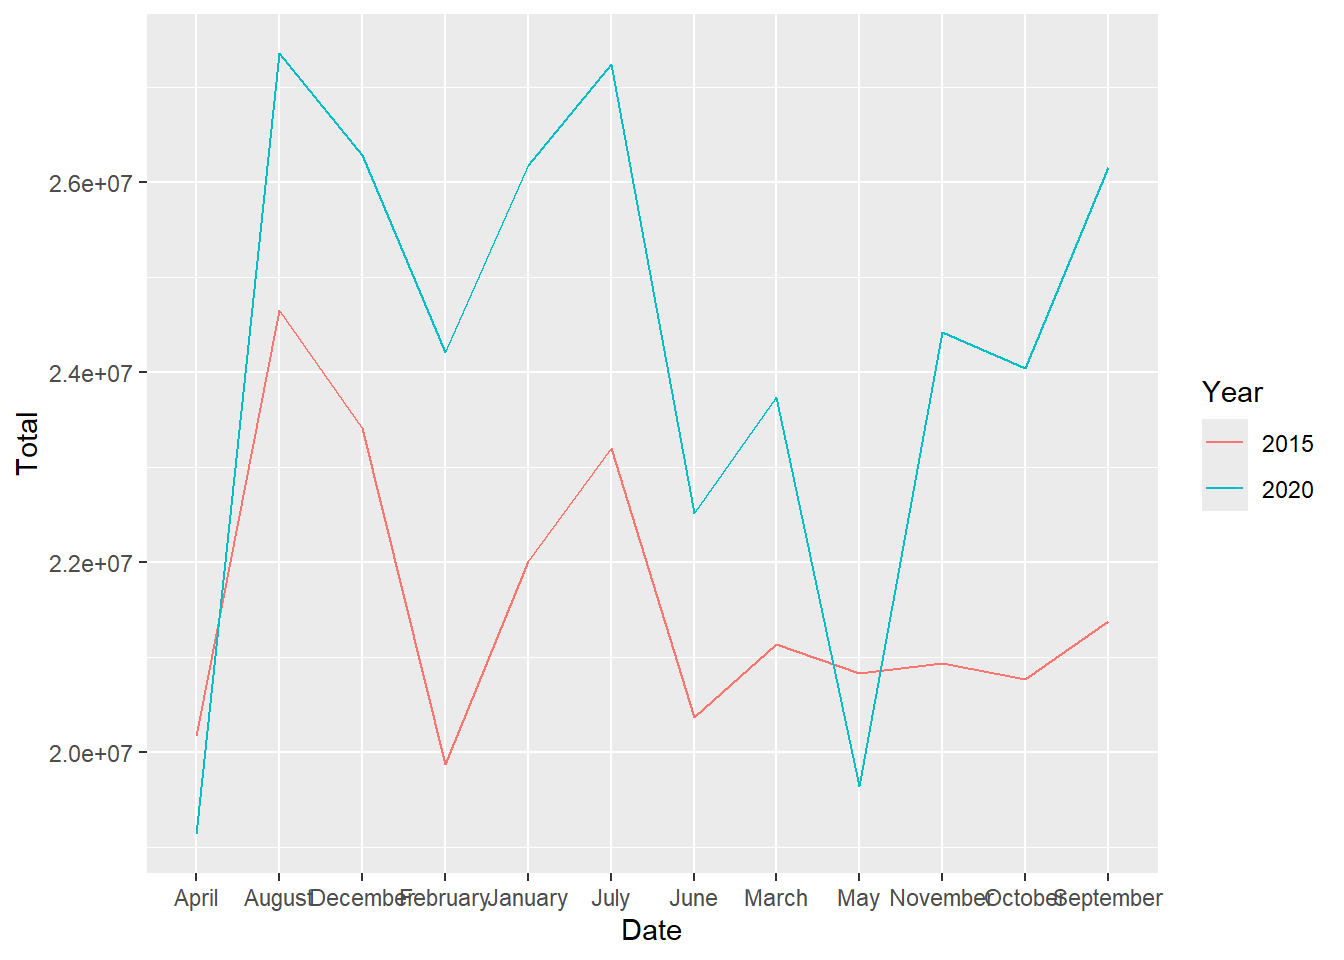 2.6e+07
2.4e+07
2.2e+07
2.0e+07
Total
April August December February January July June March May November October September
Date
Year
2015
2020